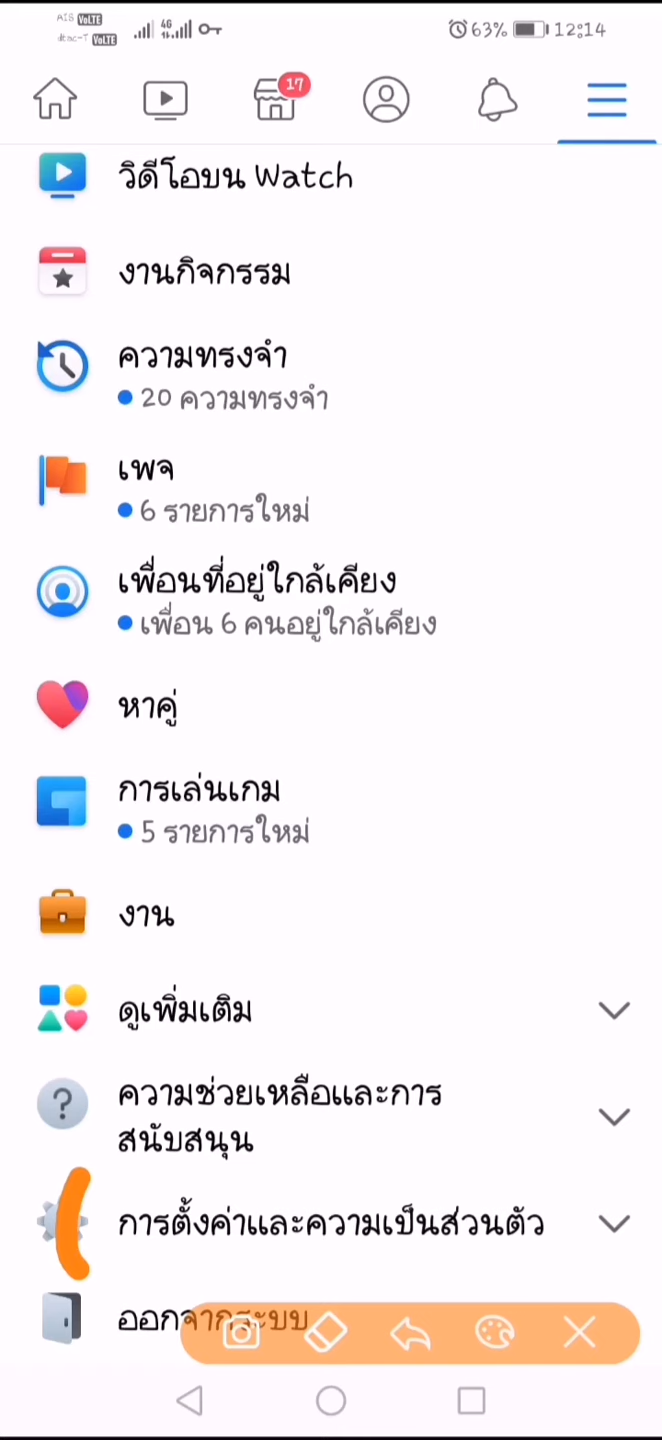 AIS VoLTE
dtac-T VoLTE
4G
63% 12:14
17
วิดีโอบน Watch
งานกิจกรรม
ความทรงจำ
20 ความทรงจำ
เพจ
6 รายการใหม่
เพื่อนที่อยู่ใกล้เคียง
เพื่อน 6 คนอยู่ใกล้เคียง
หาคู่
การเล่นเกม
5 รายการใหม่
งาน
ดูเพิ่มเติม
ความช่วยเหลือและการ
สนับสนุน
การตั้งค่าและความเป็นส่วนตัว
ออกจากระบบ